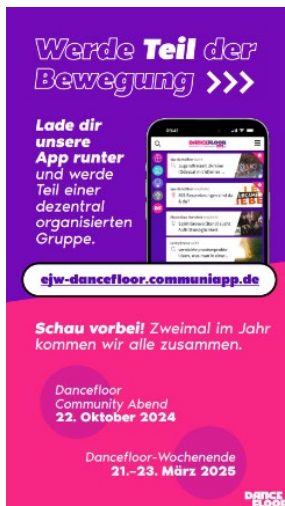 Werde Teil der
Bewegung >>>
Lade dir
unsere
App runter
und werde
Teil einer
dezentral
organisierten
Gruppe.
DANCEFLOOR
ejw-dancefloor.communiapp.de
Schau vorbei! Zweimal im Jahr
kommen wir alle zusammen.
Dancefloor
Community Abend
22. Oktober 2024
Dancefloor-Wochenende
21.–23. März 2025
DANCE
FLOOR